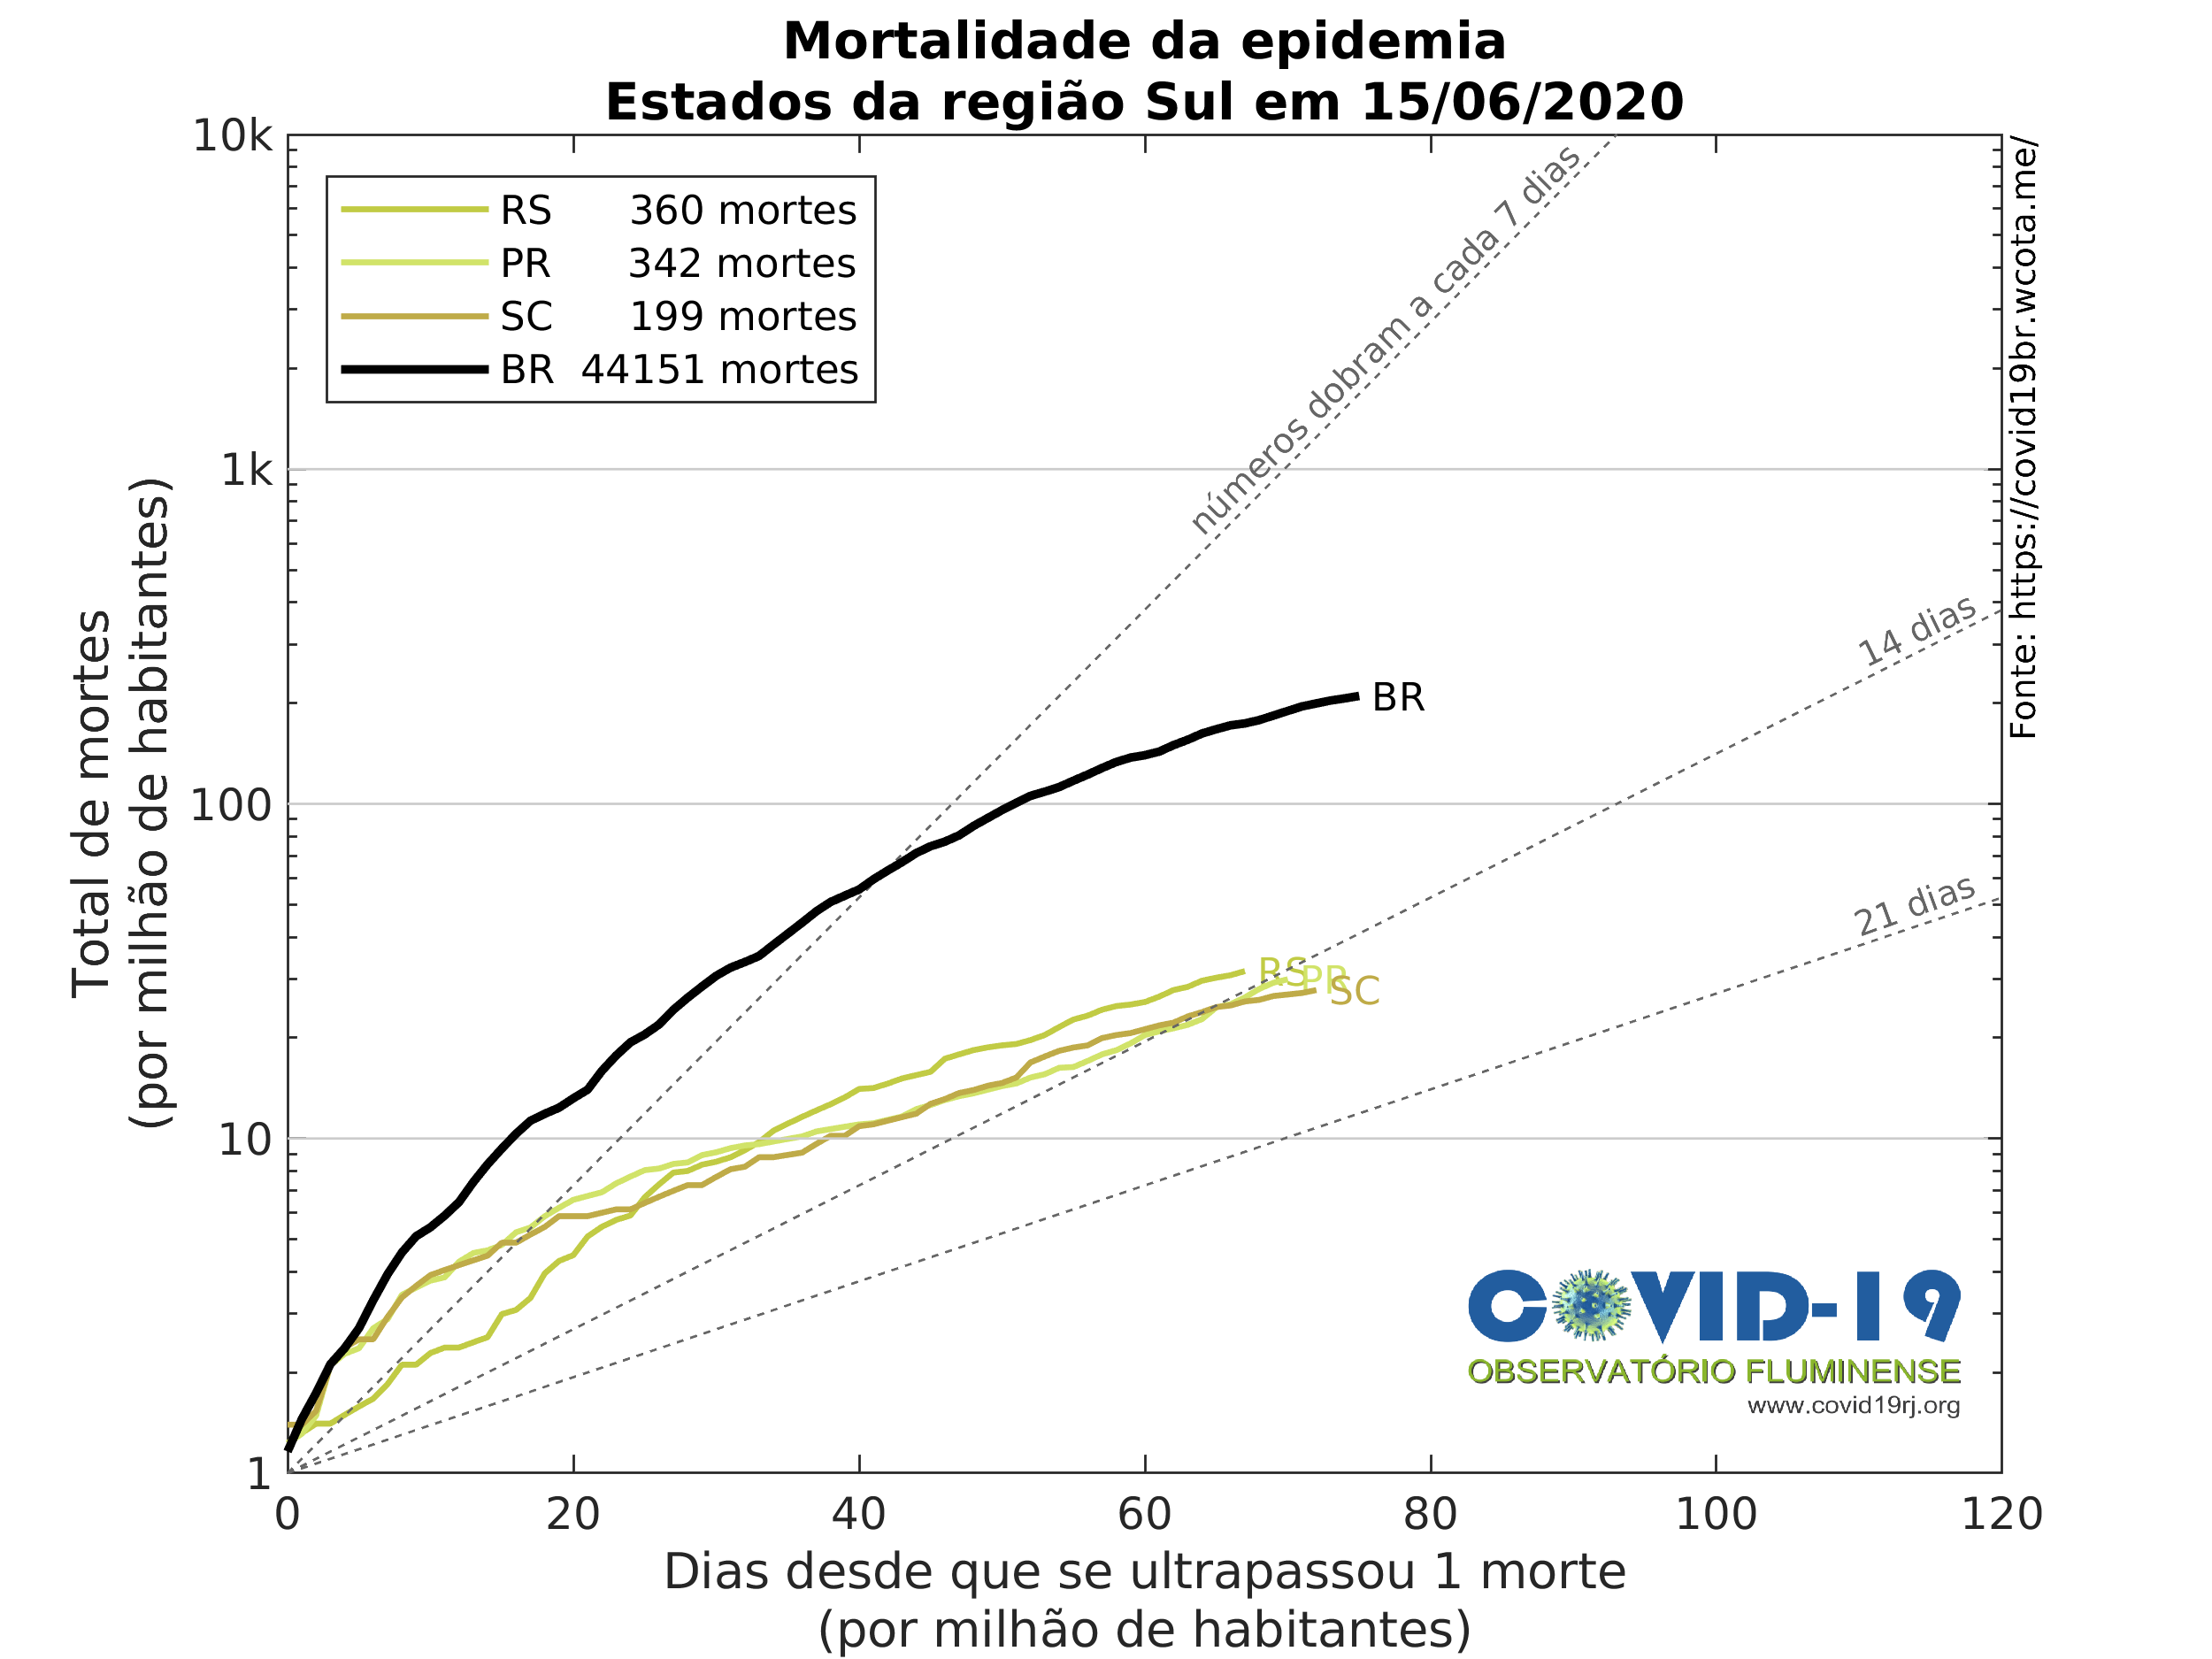 Mortalidade da epidemia
Estados da região Sul em 15/06/2020
10k
1k
100
10
1
RS 360 mortes
PR 342 mortes
SC 199 mortes
BR 44151 mortes
Total de mortes
(por milhão de habitantes)
números dobram a cada 7 dias
14 dias
21 dias
BR
RS
PR
SC
Fonte: https://covid19br.wcota.me/
COVID-19
OBSERVATÓRIO FLUMINENSE
www.covid19rj.org
0 20 40 60 80 100 120
Dias desde que se ultrapassou 1 morte
(por milhão de habitantes)